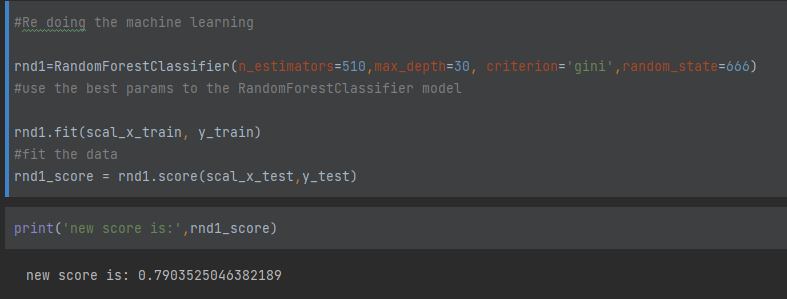 #Re doing the machine learning
rnd1=RandomForestClassifier(n_estimators=510,max_depth=30, criterion='gini',random_state=666)
#use the best params to the RandomForestClassifier model
rnd1.fit(scal_x_train, y_train)
#fit the data
rnd1_score = rnd1.score(scal_x_test,y_test)
print('new score is:',rnd1_score)
new score is: 0.7903525046382189